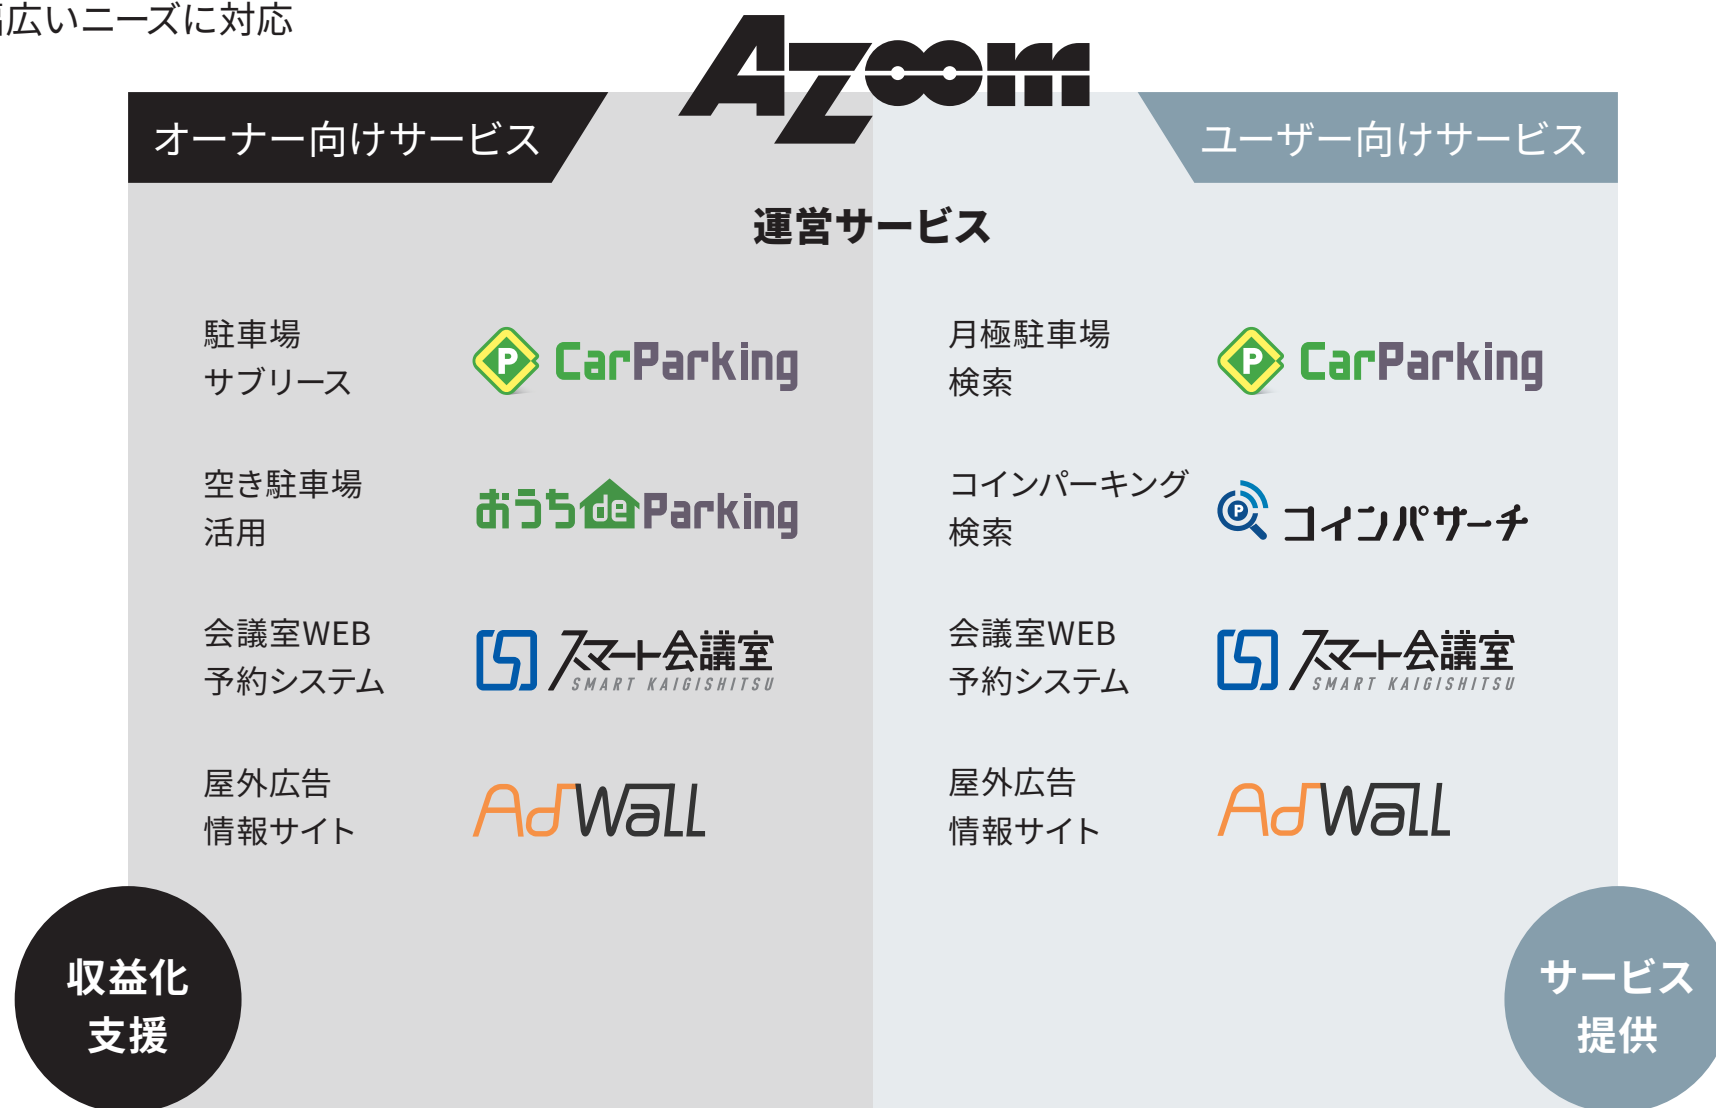 広いニーズに対応
Azoom
オーナー向けサービス
ユーザー向けサービス
運営サービス
駐車場
サブリース
P CarParking
空き駐車場
活用
おうちdeParking
会議室WEB
予約システム
スマート会議室
SMART KAIGISHITSU
屋外広告
情報サイト
AdWall
月極駐車場
検索
P CarParking
コインパーキング
検索
P コインパサーチ
会議室WEB
予約システム
スマート会議室
SMART KAIGISHITSU
屋外広告
情報サイト
AdWall
収益化
支援
サービス
提供